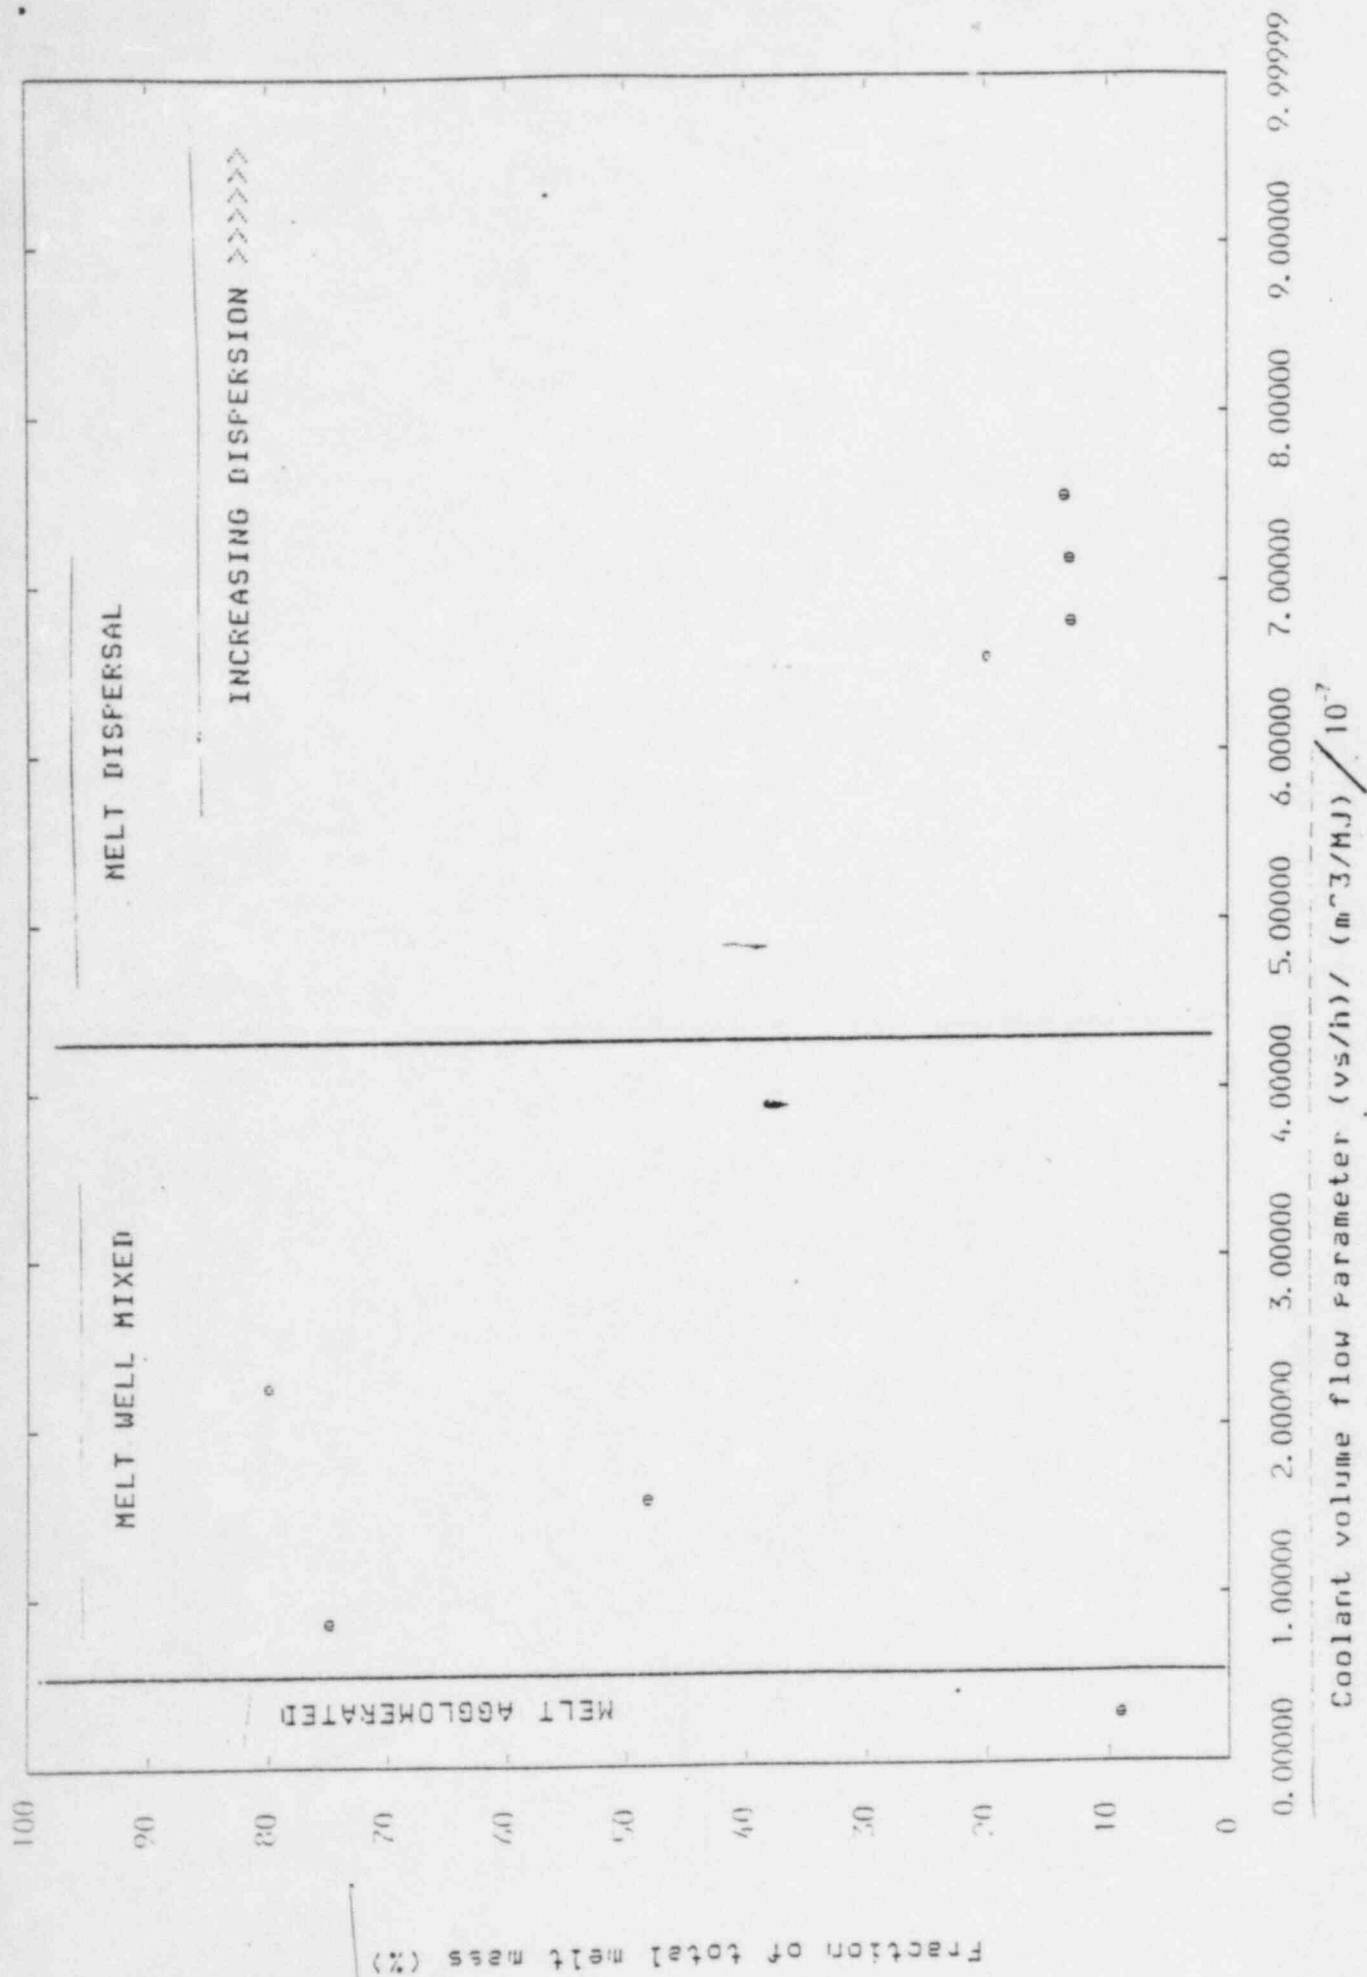 MELT WELL MIXED
MELT DISPERSAL
INCREASING DISPERSION >>>>>>
MELT AGGLOMERATED
Fraction of total melt mass (%)
100
90
80
70
60
50
40
30
20
10
0
0.00000 1.00000 2.00000 3.00000 4.00000 5.00000 6.00000 7.00000 8.00000 9.00000 9.99999
Coolant volume flow parameter (vs/h)/ (m^3/MJ)/10⁻⁷